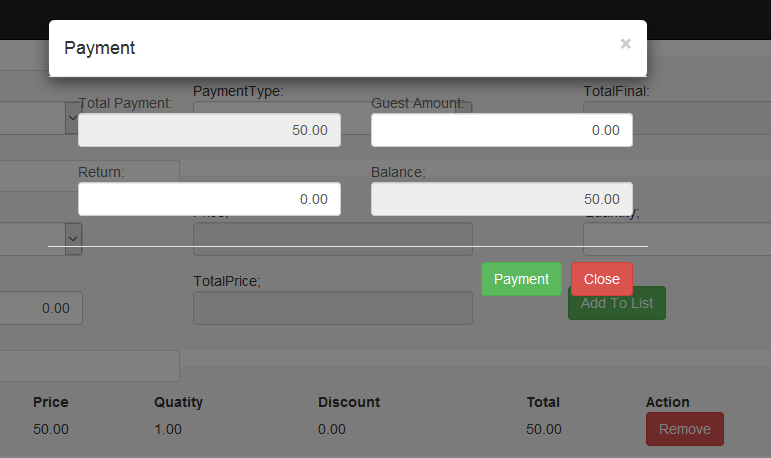 Payment ×
PaymentType: TotalFinal:
Total Payment: Guest Amount:
50.00 0.00
Return: Balance;
0.00 50.00
Quantity;
Payment Close
TotalPrice;
0.00 Add To List
Price Quatity Discount Total Action
50.00 1.00 0.00 50.00 Remove